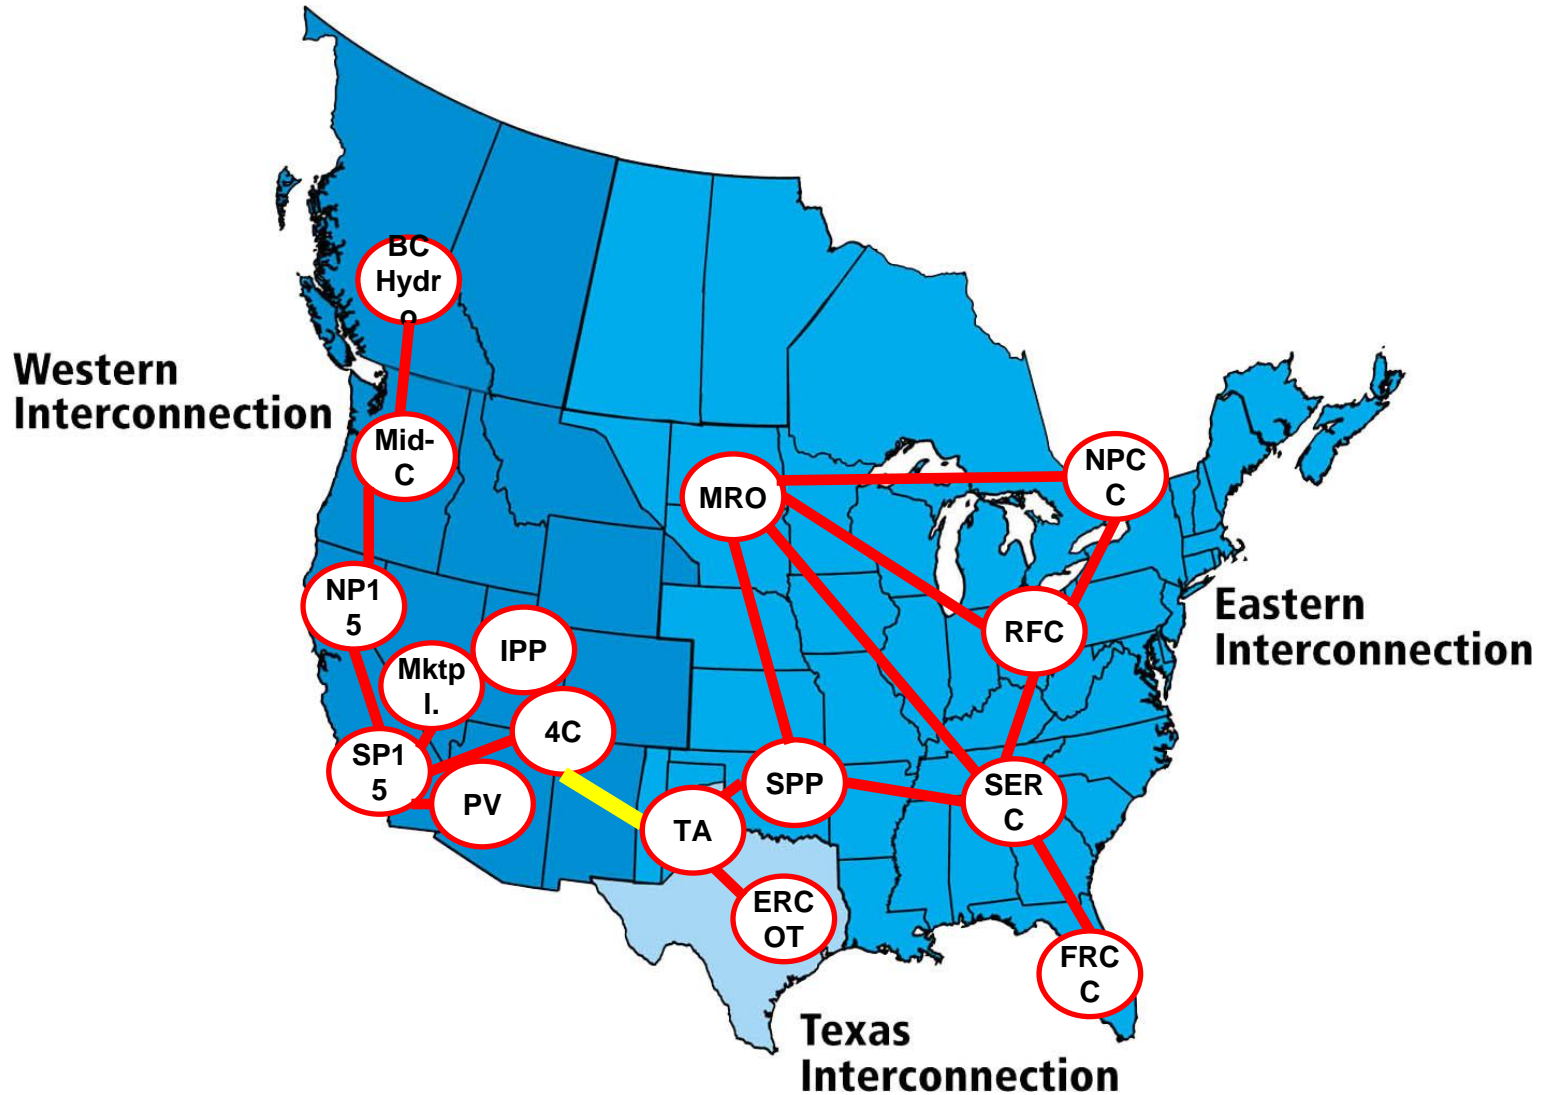 BC
Hydr
o
Western
Interconnection
Mid-
C
MRO
NPC
C
NP1
5
IPP
RFC
Eastern
Interconnection
Mktp
l.
4C
SP1
5
PV
SPP
SER
C
TA
ERC
OT
FRC
C
Texas
Interconnection